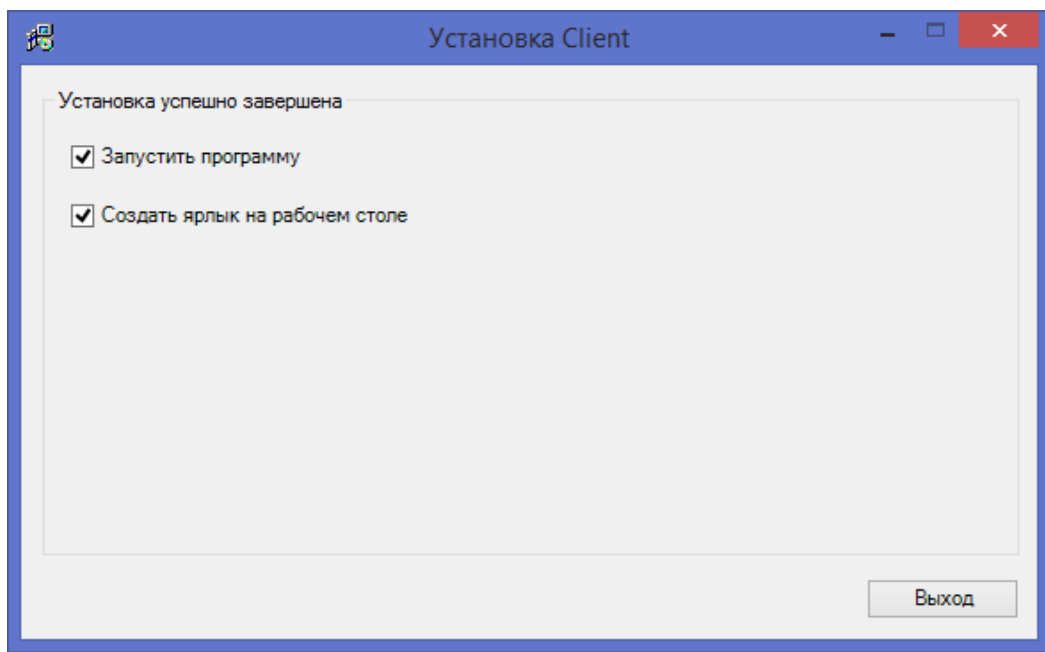 Установка Client
Установка успешно завершена
Запустить программу
Создать ярлык на рабочем столе
Выход